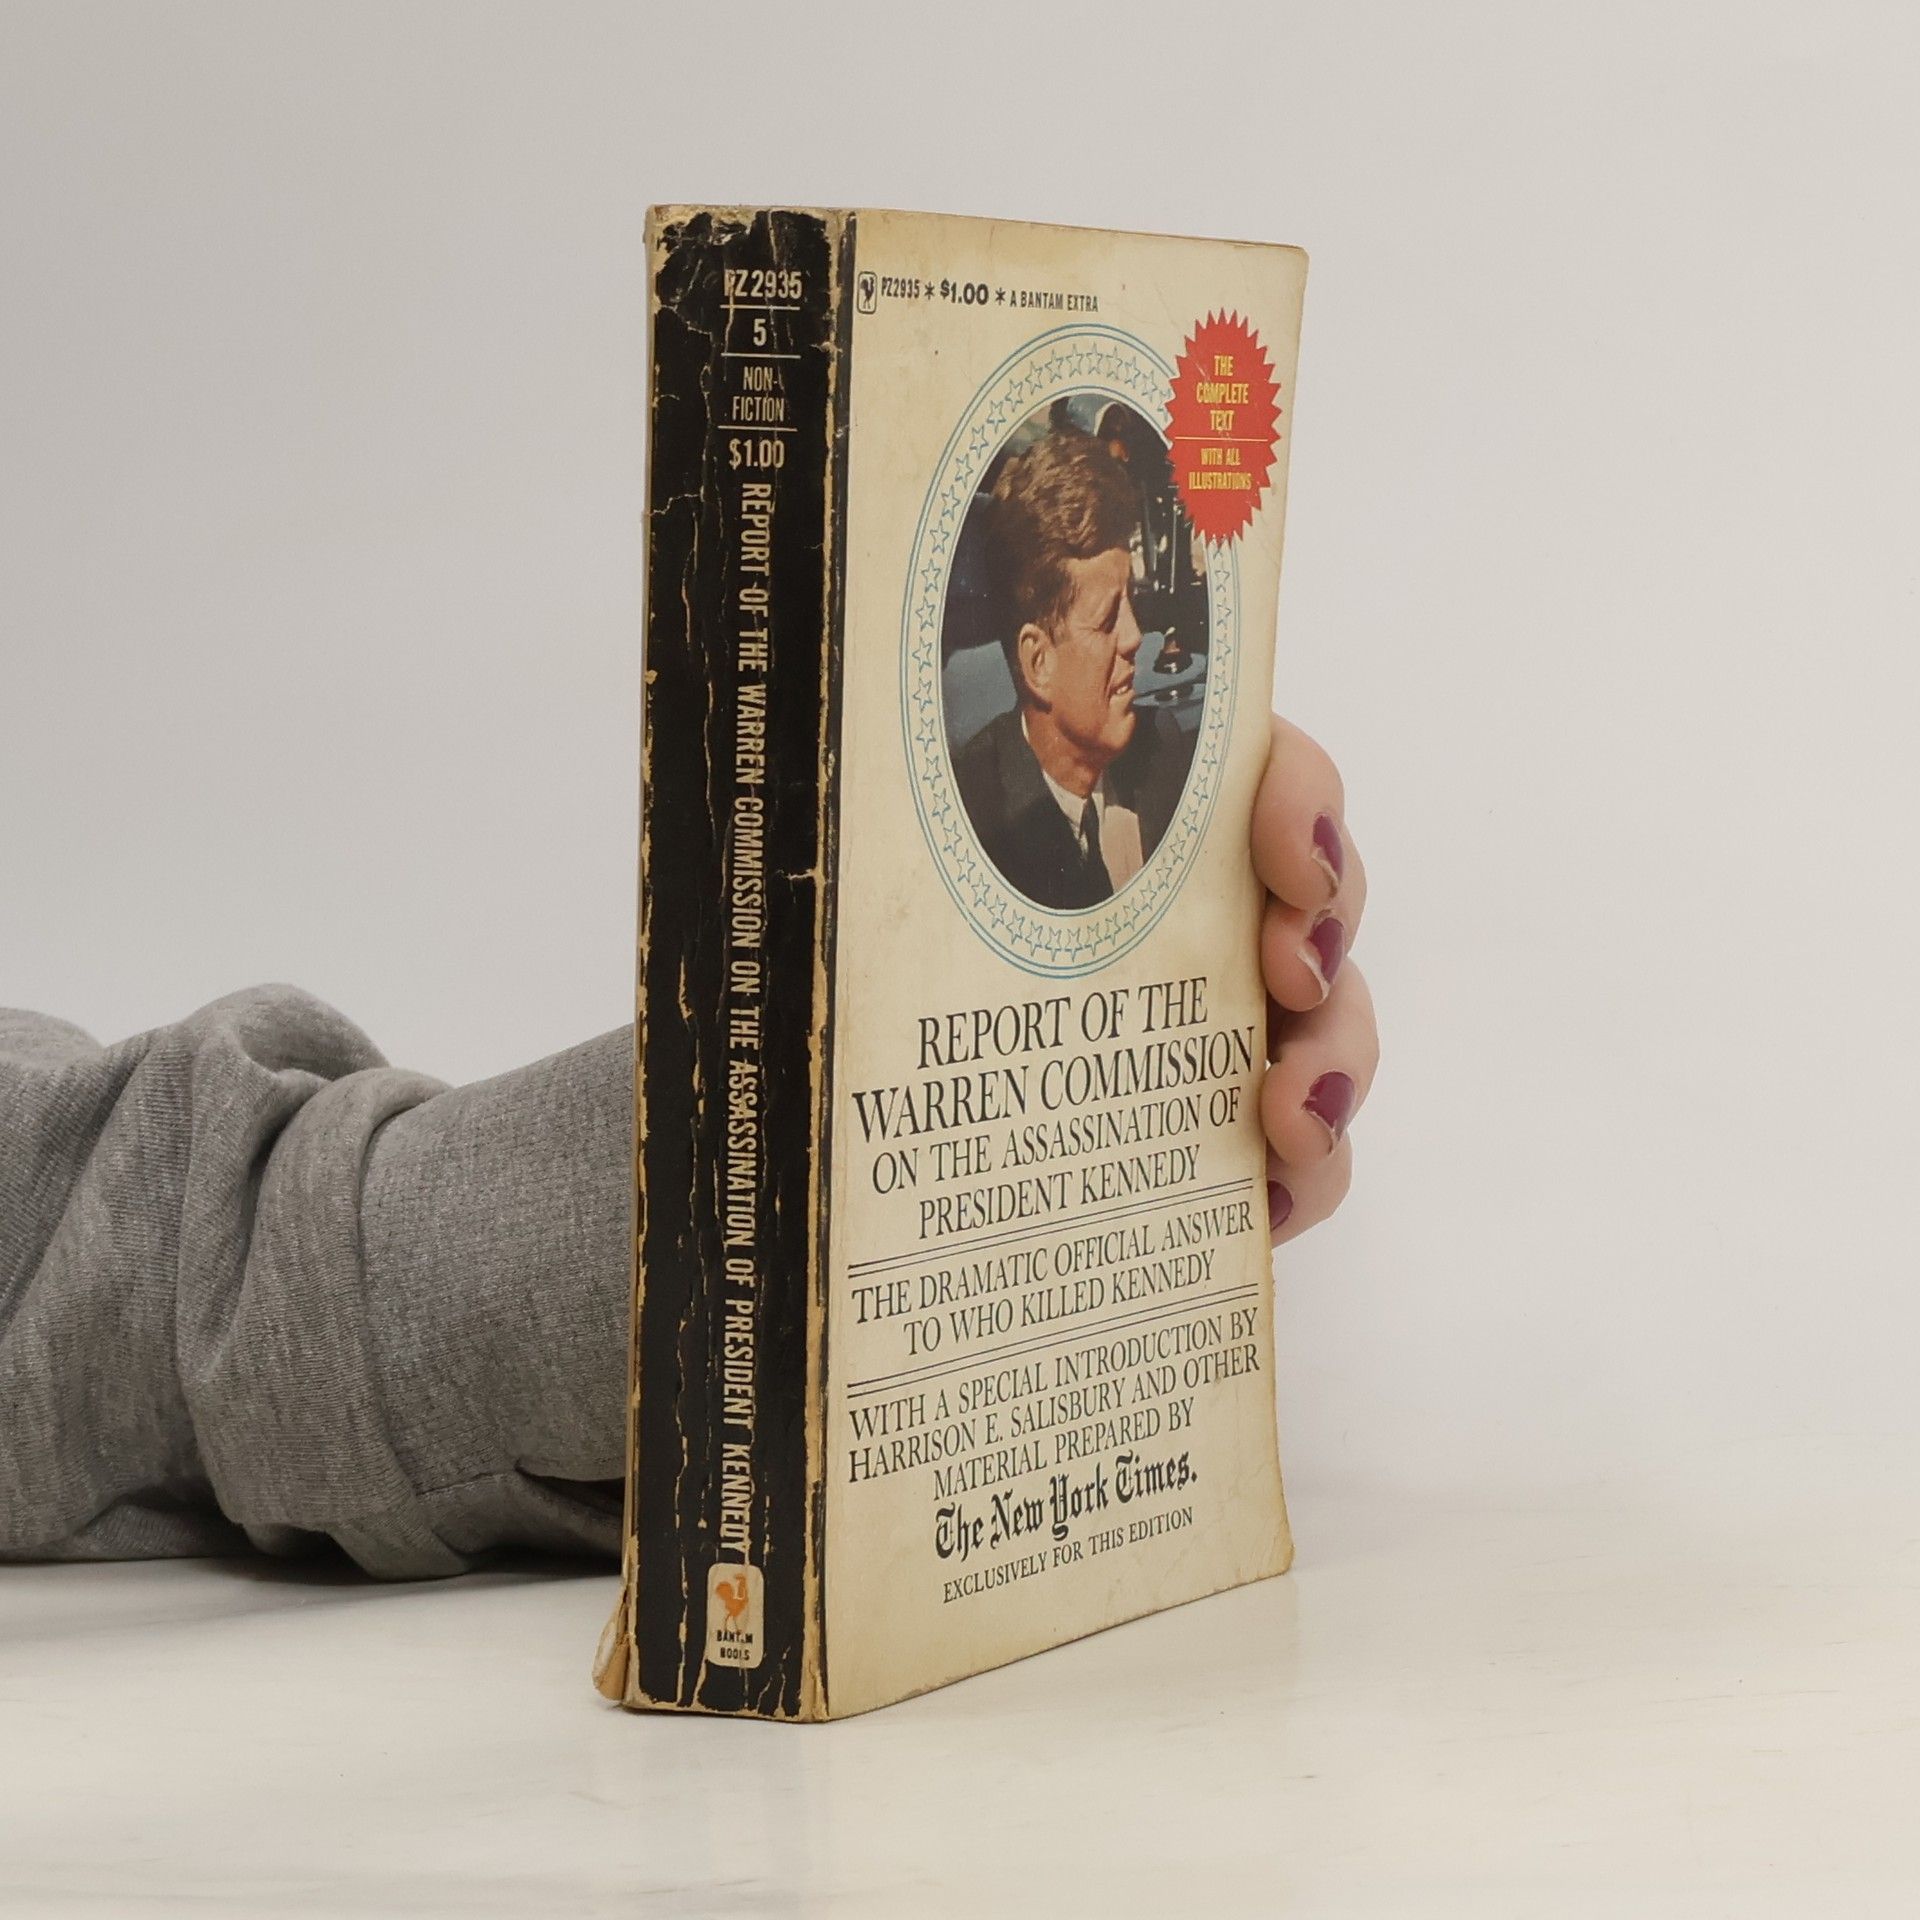 PZ2935
5
NON-
FICTION
$1.00
REPORT OF THE WARREN COMMISSION ON THE ASSASSINATION OF PRESIDENT KENNEDY
BANTAM
BOOKS
PZ2935 * $1.00 * A BANTAM EXTRA
THE
COMPLETE
TEXT
WITH ALL
ILLUSTRATIONS
REPORT OF THE
WARREN COMMISSION
ON THE ASSASSINATION OF
PRESIDENT KENNEDY
THE DRAMATIC OFFICIAL ANSWER
TO WHO KILLED KENNEDY
WITH A SPECIAL INTRODUCTION BY
HARRISON E. SALISBURY AND OTHER
MATERIAL PREPARED BY
The New York Times.
EXCLUSIVELY FOR THIS EDITION